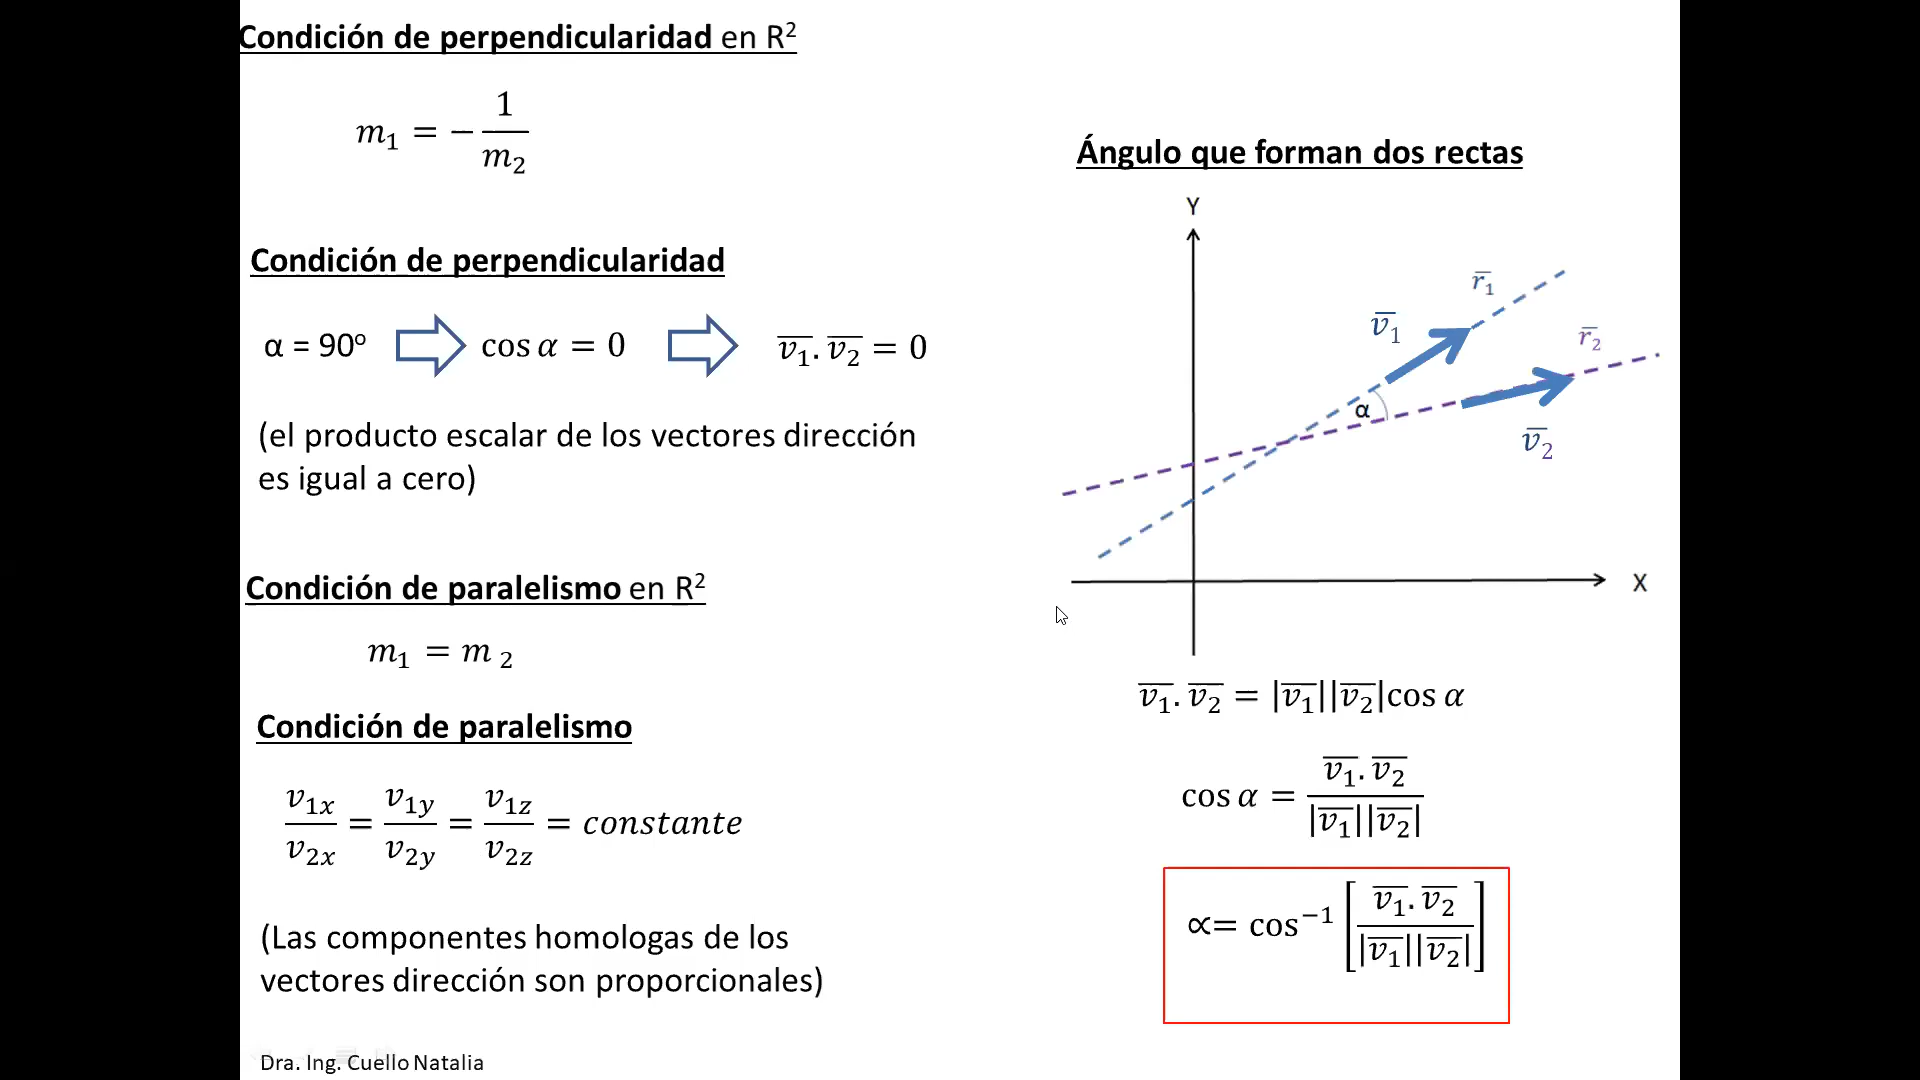 Condición de perpendicularidad en R²
m₁ = − 1/m₂
Condición de perpendicularidad
α = 90º  cos α = 0  v̅₁. v̅₂ = 0
(el producto escalar de los vectores dirección
es igual a cero)
Condición de paralelismo en R²
m₁ = m ₂
Condición de paralelismo
v₁ₓ/v₂ₓ = v₁y/v₂y = v₁z/v₂z = constante
(Las componentes homologas de los
vectores dirección son proporcionales)
Dra. Ing. Cuello Natalia
Ángulo que forman dos rectas
Y
r̅₁
v̅₁
r̅₂
α
v̅₂
X
v̅₁. v̅₂ = |v̅₁||v̅₂|cos α
cos α = v̅₁. v̅₂/|v̅₁||v̅₂|
∝= cos⁻¹ [v̅₁. v̅₂/|v̅₁||v̅₂|]